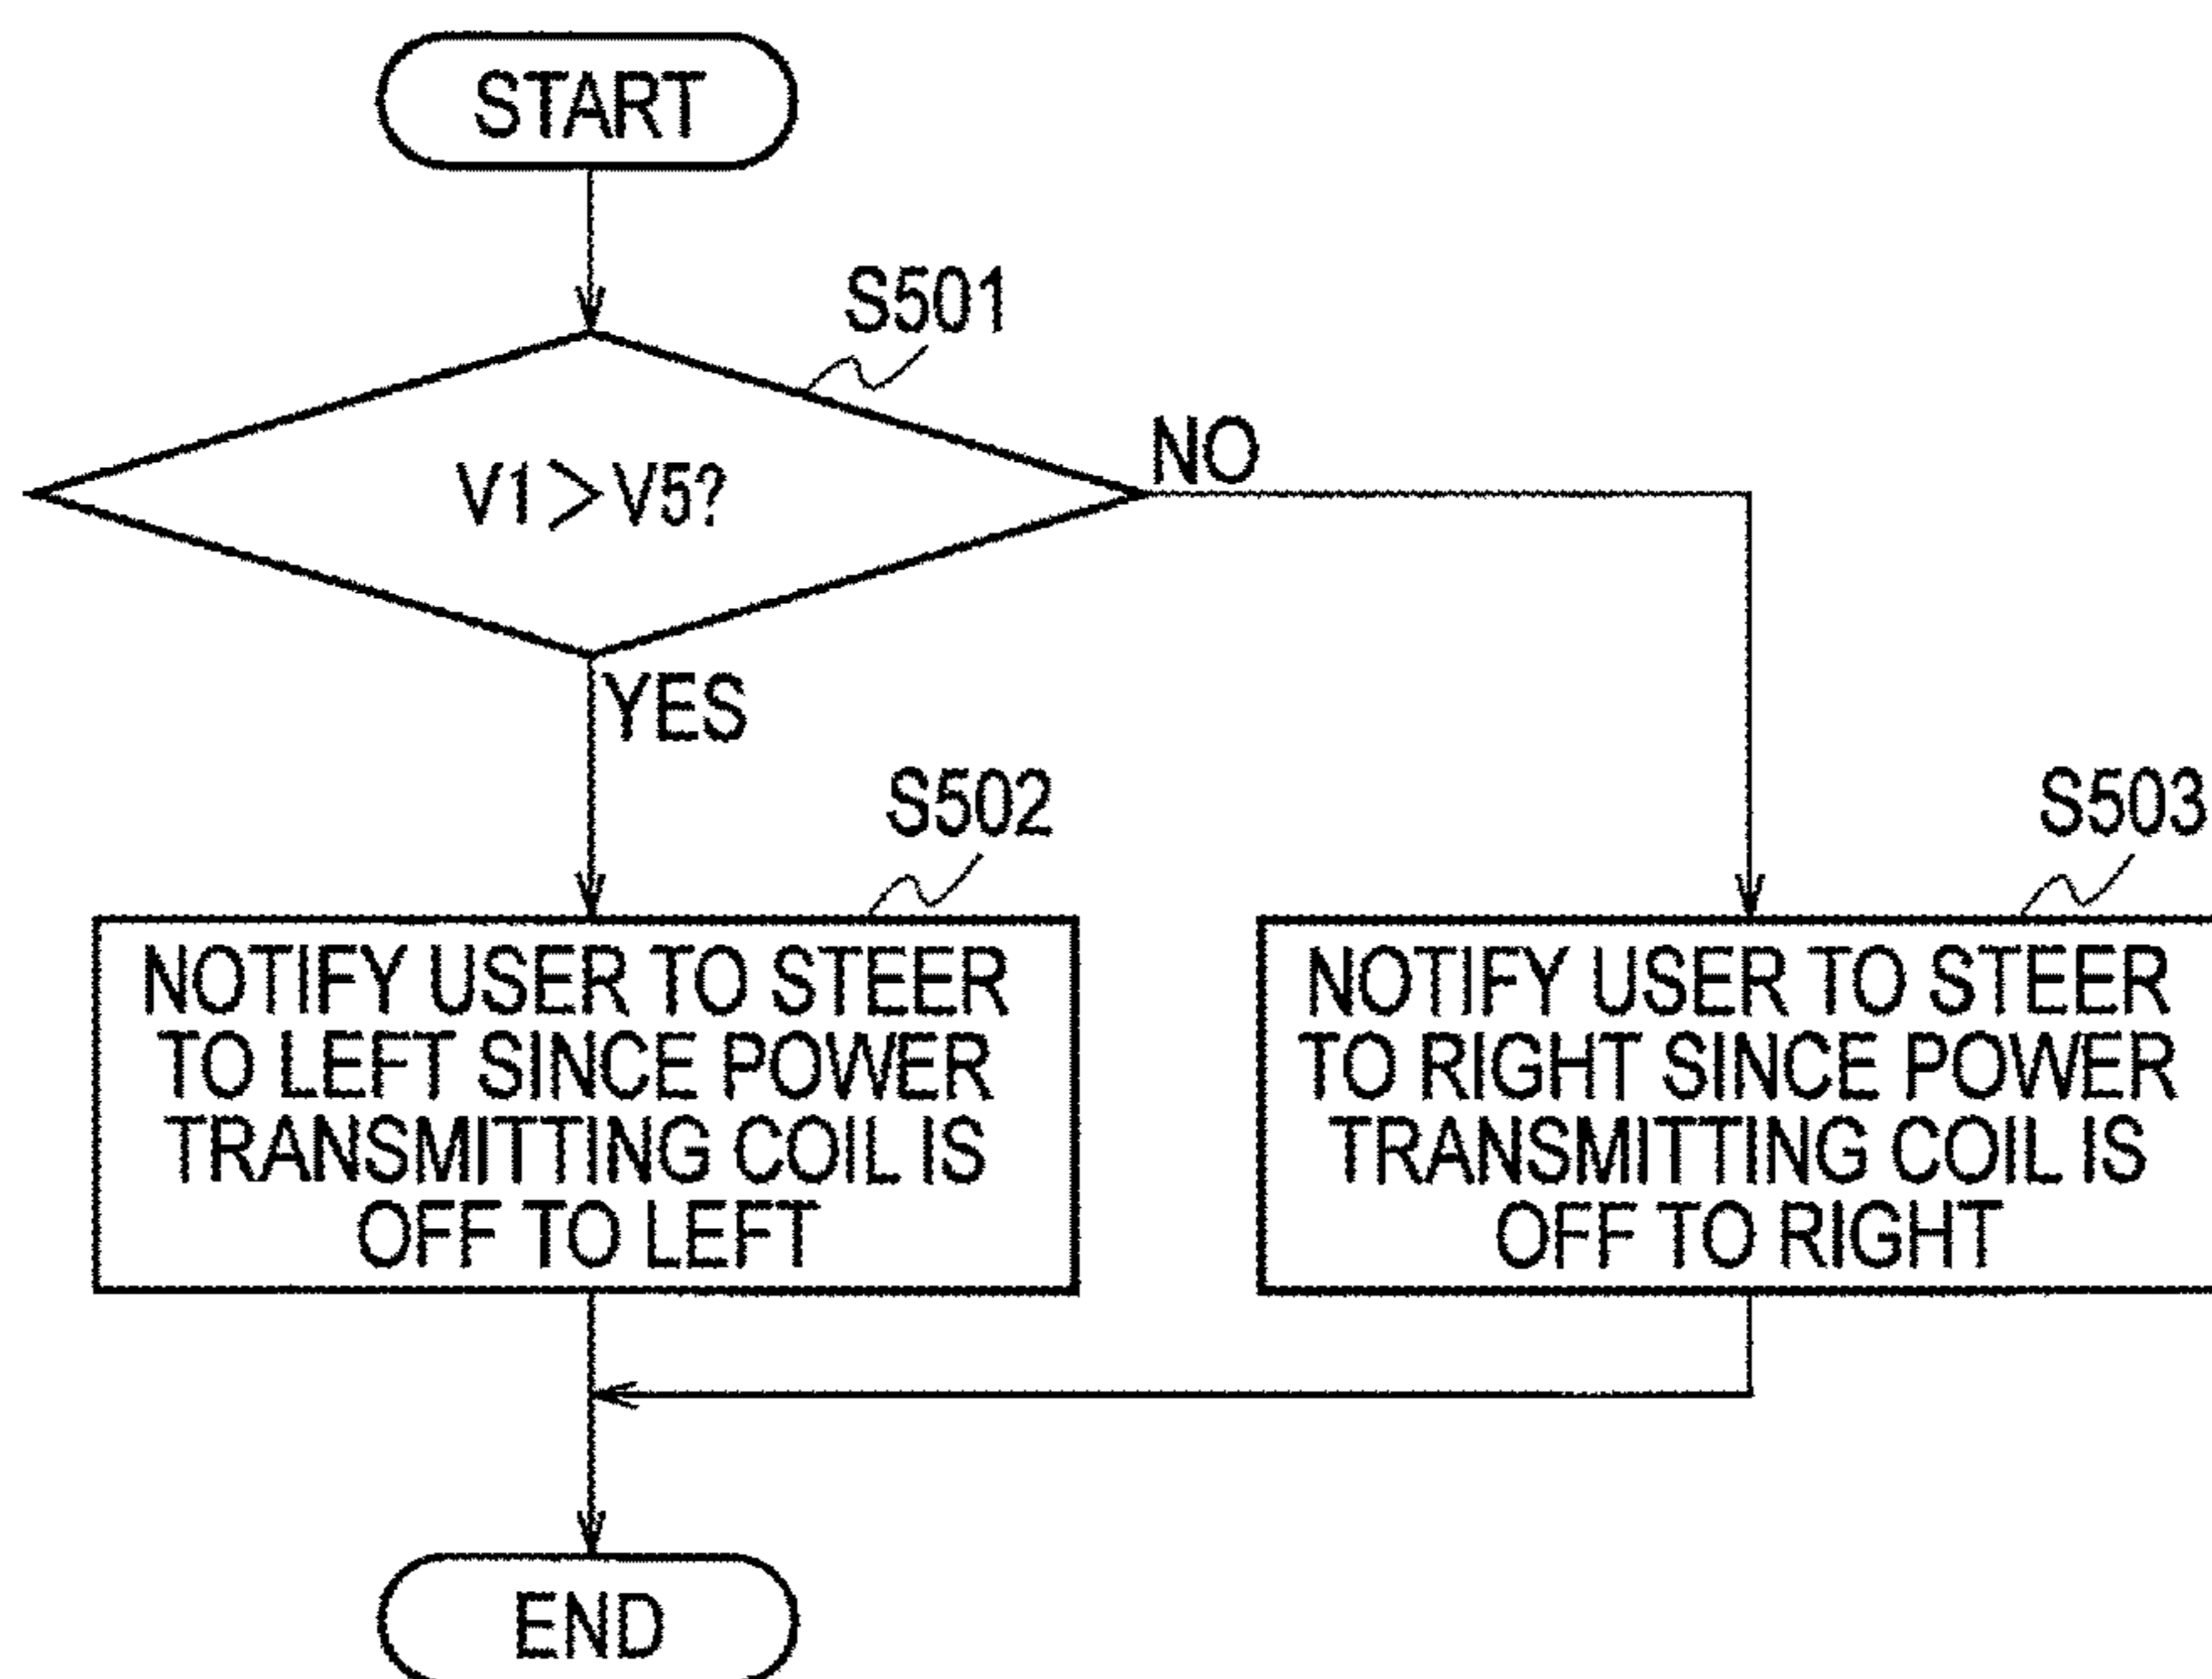 START
S501
V1>V5?
NO
YES
S502
S503
NOTIFY USER TO STEER
TO LEFT SINCE POWER
TRANSMITTING COIL IS
OFF TO LEFT
NOTIFY USER TO STEER
TO RIGHT SINCE POWER
TRANSMITTING COIL IS
OFF TO RIGHT
END